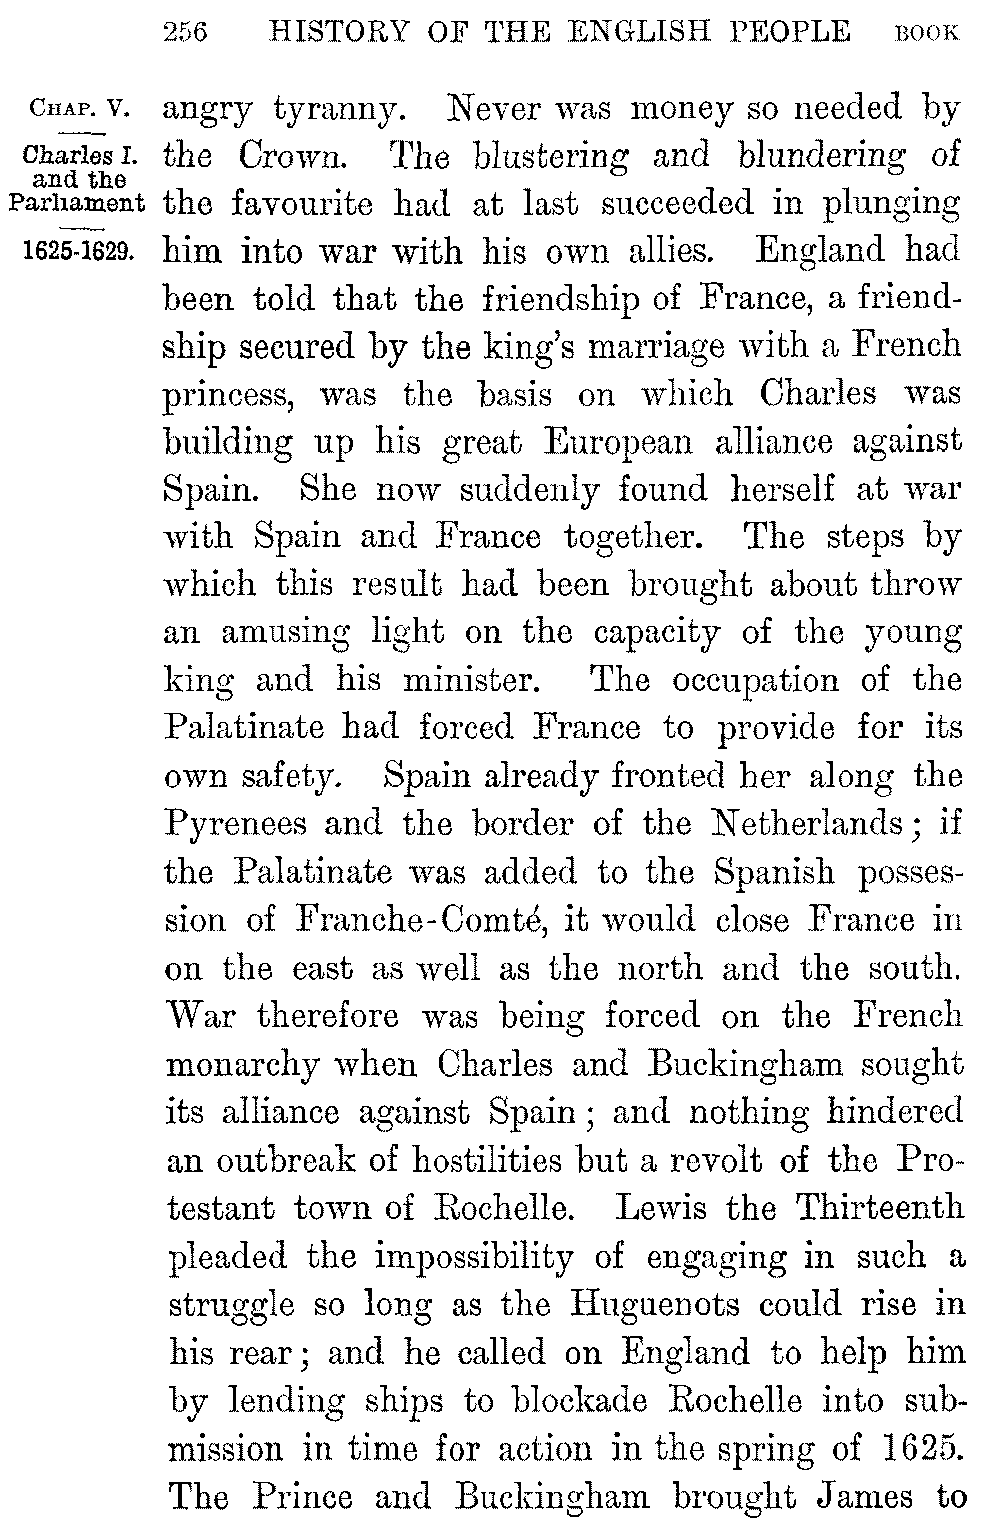 256 HISTORY OF THE ENGLISH PEOPLE BOOK
CHAP. V.
Charles I.
and the
Parliament
1625-1629.
angry tyranny. Never was money so needed by
the Crown. The blustering and blundering of
the favourite had at last succeeded in plunging
him into war with his own allies. England had
been told that the friendship of France, a friend-
ship secured by the king's marriage with a French
princess, was the basis on which Charles was
building up his great European alliance against
Spain. She now suddenly found herself at war
with Spain and France together. The steps by
which this result had been brought about throw
an amusing light on the capacity of the young
king and his minister. The occupation of the
Palatinate had forced France to provide for its
own safety. Spain already fronted her along the
Pyrenees and the border of the Netherlands; if
the Palatinate was added to the Spanish posses-
sion of Franche-Comté, it would close France in
on the east as well as the north and the south.
War therefore was being forced on the French
monarchy when Charles and Buckingham sought
its alliance against Spain; and nothing hindered
an outbreak of hostilities but a revolt of the Pro-
testant town of Rochelle. Lewis the Thirteenth
pleaded the impossibility of engaging in such a
struggle so long as the Huguenots could rise in
his rear; and he called on England to help him
by lending ships to blockade Rochelle into sub-
mission in time for action in the spring of 1625.
The Prince and Buckingham brought James to